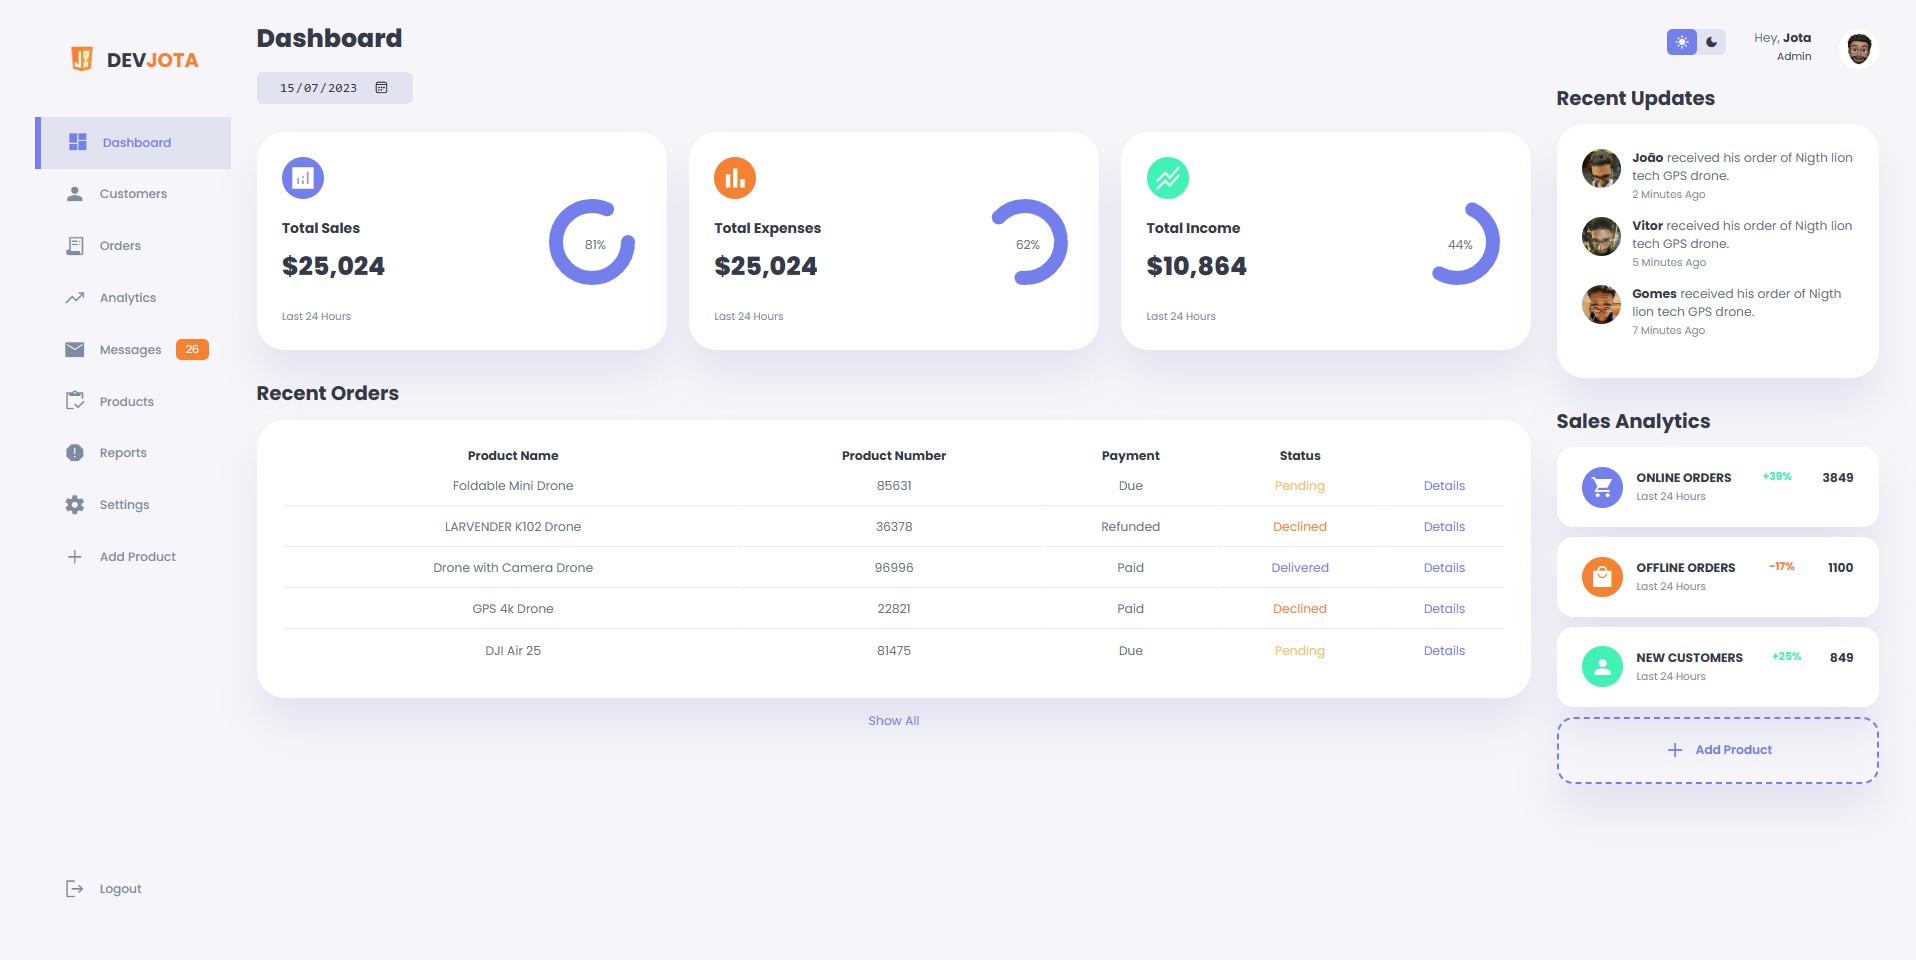 DEVJOTA
Dashboard
Customers
Orders
Analytics
Messages 26
Products
Reports
Settings
Add Product
Logout
Dashboard
15/07/2023
Total Sales
$25,024
81%
Last 24 Hours
Total Expenses
$25,024
62%
Last 24 Hours
Total Income
$10,864
44%
Last 24 Hours
Recent Orders
Product Name Product Number Payment Status
Foldable Mini Drone 85631 Due Pending Details
LARVENDER K102 Drone 36378 Refunded Declined Details
Drone with Camera Drone 96996 Paid Delivered Details
GPS 4k Drone 22821 Paid Declined Details
DJI Air 25 81475 Due Pending Details
Show All
Hey, Jota
Admin
Recent Updates
João received his order of Nigth lion
tech GPS drone.
2 Minutes Ago
Vitor received his order of Nigth lion
tech GPS drone.
5 Minutes Ago
Gomes received his order of Nigth
lion tech GPS drone.
7 Minutes Ago
Sales Analytics
ONLINE ORDERS +39% 3849
Last 24 Hours
OFFLINE ORDERS -17% 1100
Last 24 Hours
NEW CUSTOMERS +25% 849
Last 24 Hours
Add Product